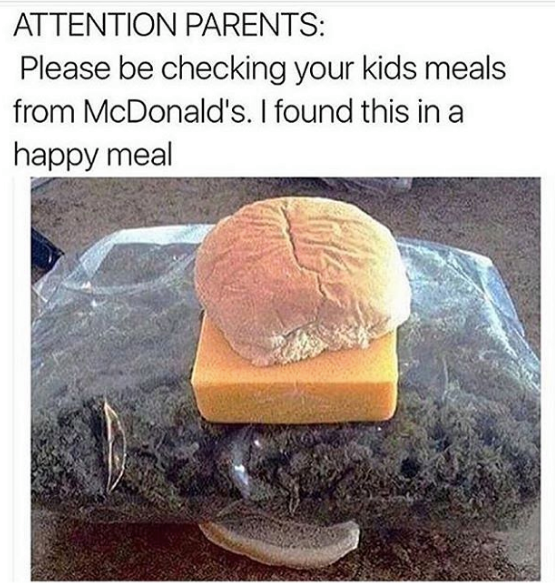 ATTENTION PARENTS:
Please be checking your kids meals
from McDonald's. I found this in a
happy meal